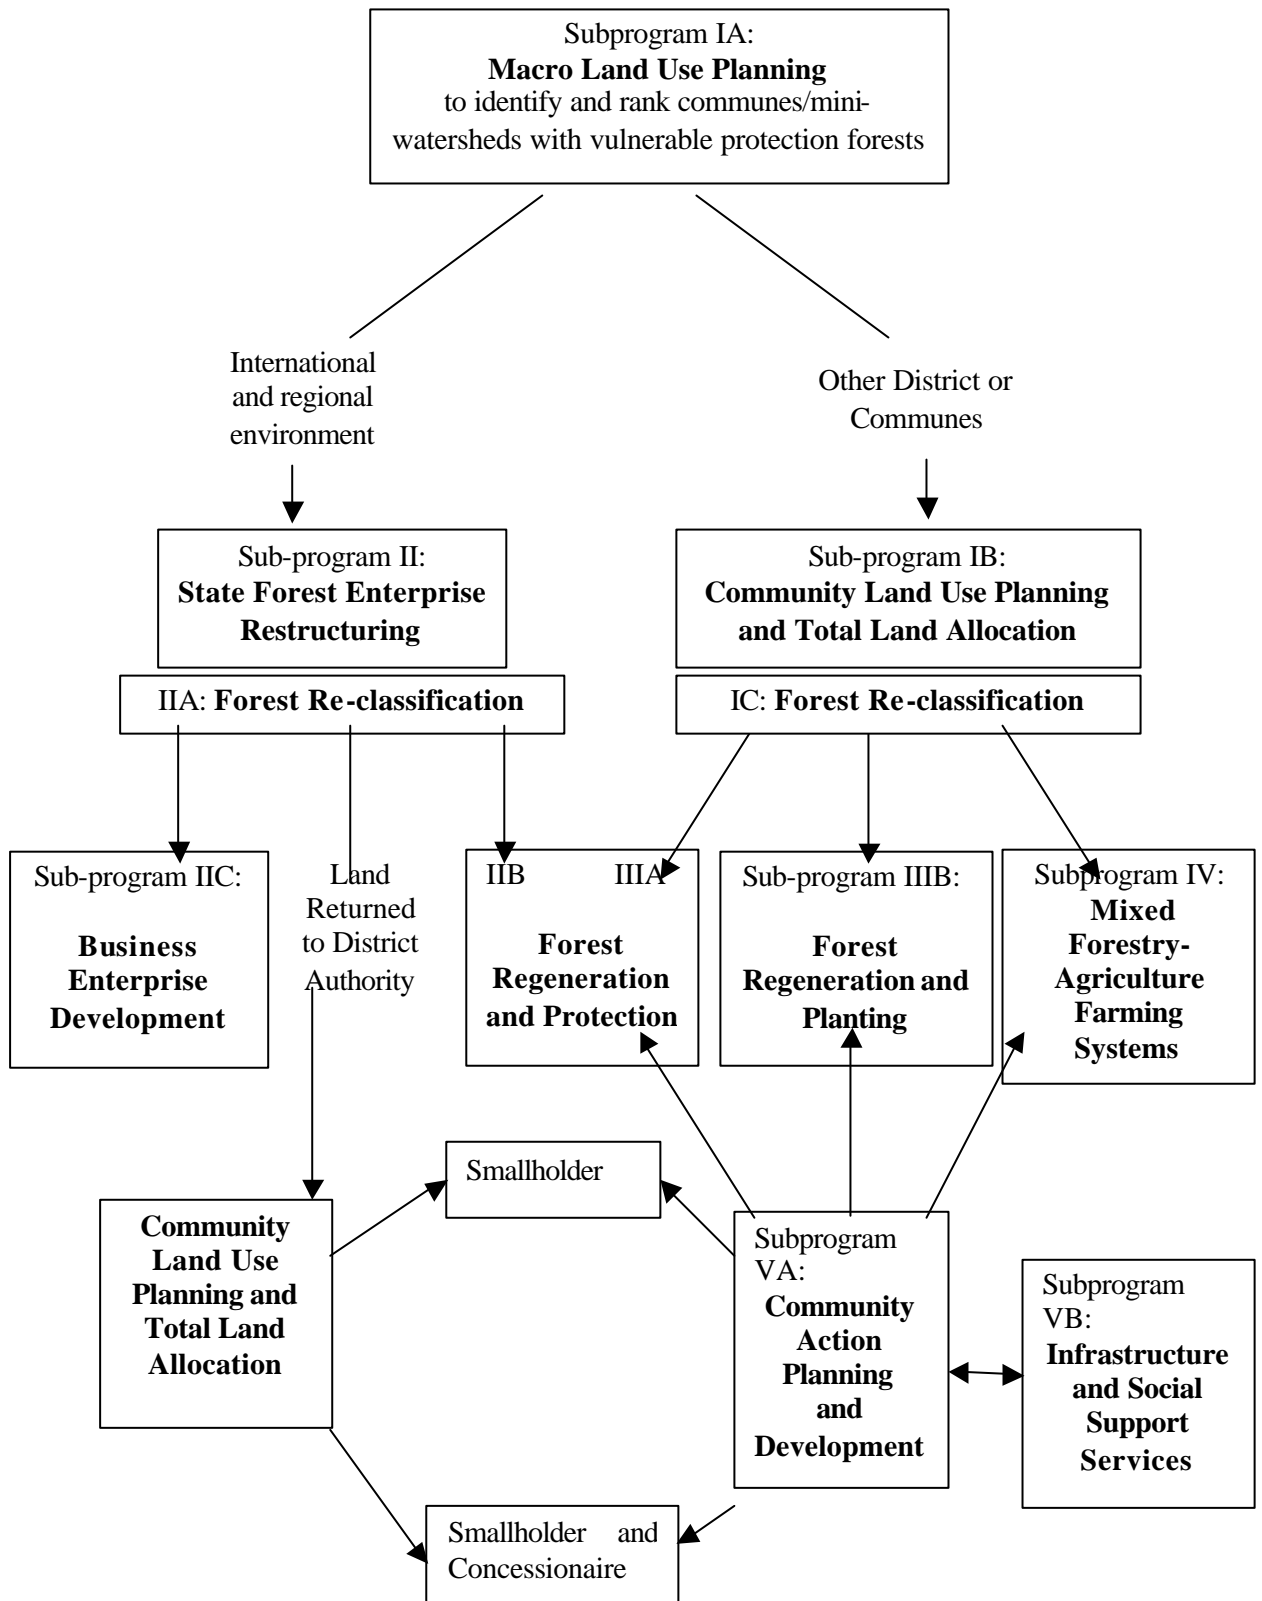 Subprogram IA:
Macro Land Use Planning
to identify and rank communes/mini-
watersheds with vulnerable protection forests
International
and regional
environment
Other District or
Communes
Sub-program II:
State Forest Enterprise
Restructuring
Sub-program IB:
Community Land Use Planning
and Total Land Allocation
IIA: Forest Re-classification
IC: Forest Re-classification
Sub-program IIC:
Business
Enterprise
Development
Land
Returned
to District
Authority
IIB IIIA
Forest
Regeneration
and Protection
Sub-program IIIB:
Forest
Regeneration and
Planting
Subprogram IV:
Mixed
Forestry-
Agriculture
Farming
Systems
Smallholder
Community
Land Use
Planning and
Total Land
Allocation
Subprogram
VA:
Community
Action
Planning
and
Development
Subprogram
VB:
Infrastructure
and Social
Support
Services
Smallholder and
Concessionaire